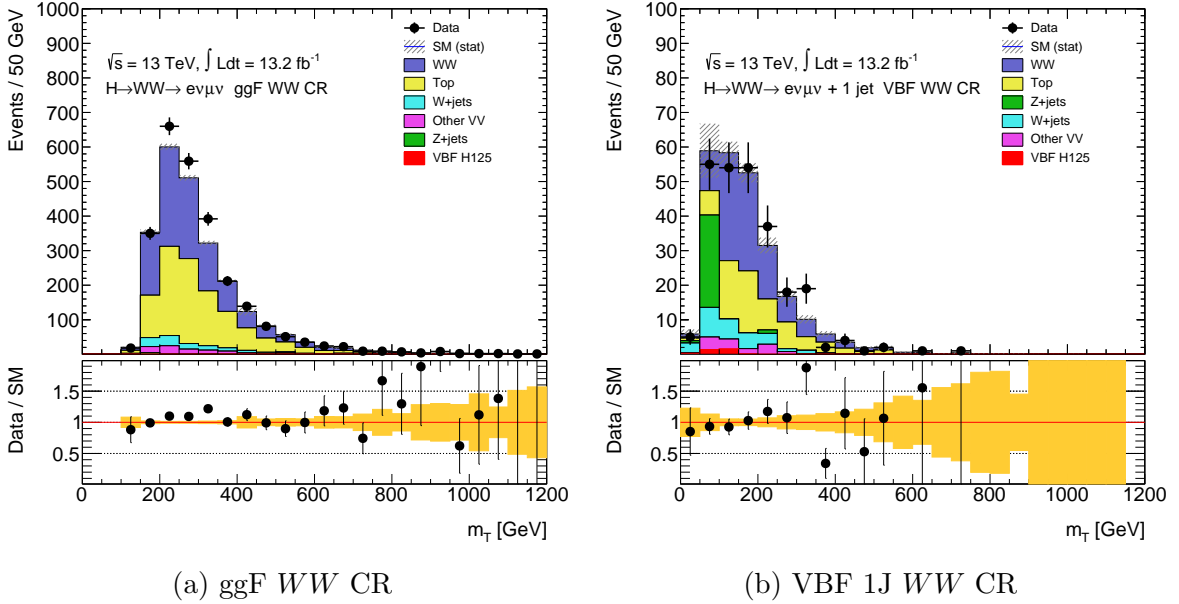 Events / 50 GeV
1000
900
800
700
600
500
400
300
200
100
√s = 13 TeV, ∫ Ldt = 13.2 fb⁻¹
H→WW→ eνμν ggF WW CR
Data
SM (stat)
WW
Top
W+jets
Other VV
Z+jets
VBF H125
Data / SM
1.5
1
0.5
0 200 400 600 800 1000 1200
m_T [GeV]
(a) ggF WW CR
Events / 50 GeV
100
90
80
70
60
50
40
30
20
10
0
√s = 13 TeV, ∫ Ldt = 13.2 fb⁻¹
H→WW→ eνμν + 1 jet VBF WW CR
Data
SM (stat)
WW
Top
Z+jets
W+jets
Other VV
VBF H125
Data / SM
1.5
1
0.5
0 200 400 600 800 1000 1200
m_T [GeV]
(b) VBF 1J WW CR